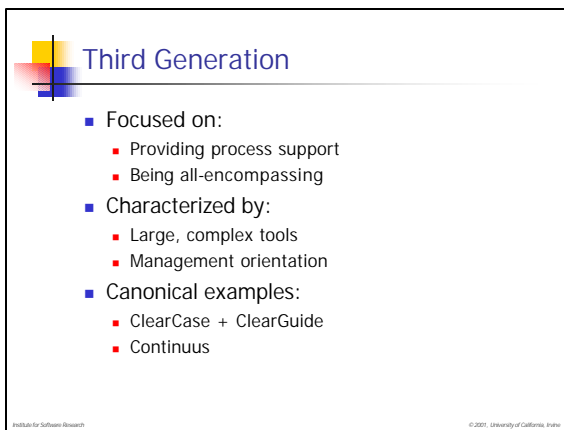 Third Generation
Focused on:
Providing process support
Being all-encompassing
Characterized by:
Large, complex tools
Management orientation
Canonical examples:
ClearCase + ClearGuide
Continuus
Institute for Software Research
© 2001, University of California, Irvine